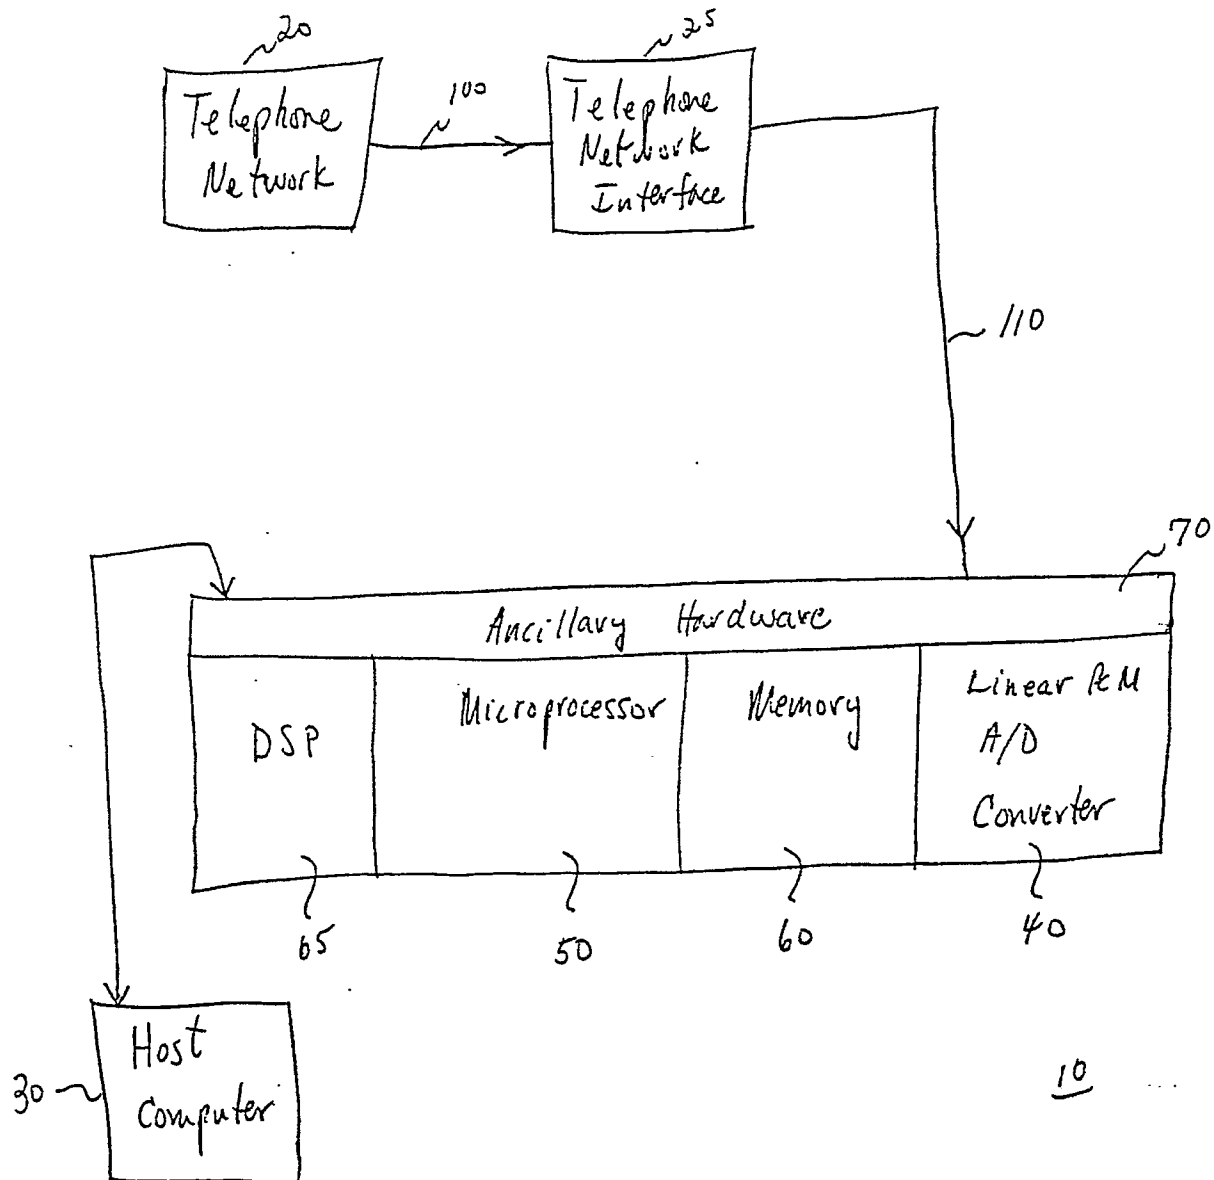 20
25
Telephone
Network
100
Telephone
Network
Interface
110
70
Ancillary Hardware
DSP
Microprocessor
Memory
Linear PCM
A/D
Converter
65
50
60
40
Host
Computer
30
10